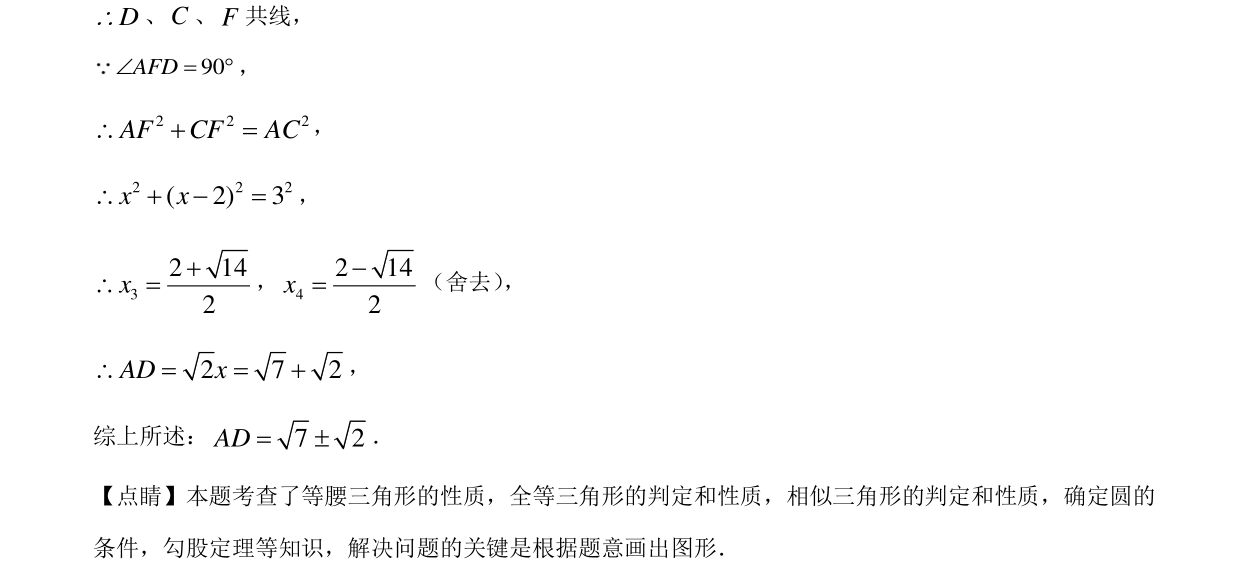 ∴D、C、F共线，
∵∠AFD=90°，
∴AF²+CF²=AC²，
∴x²+(x−2)²=3²，
∴x₃=(2+√14)/2，x₄=(2−√14)/2（舍去），
∴AD=√2x=√7+√2，
综上所述：AD=√7±√2．
【点睛】本题考查了等腰三角形的性质，全等三角形的判定和性质，相似三角形的判定和性质，确定圆的
条件，勾股定理等知识，解决问题的关键是根据题意画出图形．